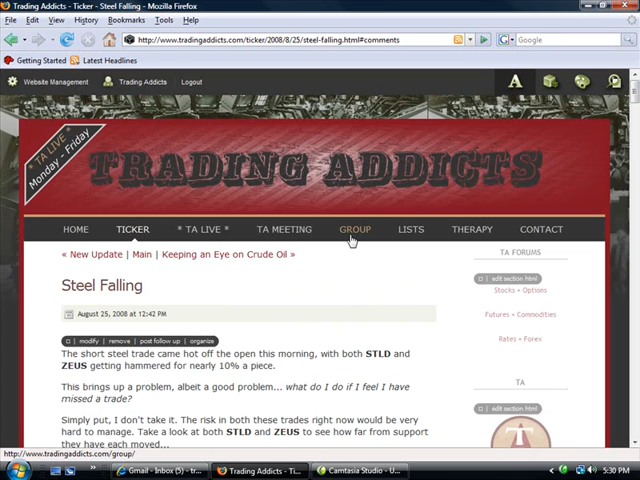 Trading Addicts - Ticker - Steel Falling - Mozilla Firefox
File Edit View History Bookmarks Tools Help
http://www.tradingaddicts.com/ticker/2008/8/25/steel-falling.html#comments
Google
Getting Started Latest Headlines
Website Management Trading Addicts Logout
* TA LIVE *
Monday - Friday
TRADING ADDICTS
HOME TICKER * TA LIVE * TA MEETING GROUP LISTS THERAPY CONTACT
« New Update | Main | Keeping an Eye on Crude Oil »
Steel Falling
August 25, 2008 at 12:42 PM
modify remove post follow up organize
The short steel trade came hot off the open this morning, with both STLD and
ZEUS getting hammered for nearly 10% a piece.
This brings up a problem, albeit a good problem... what do I do if I feel I have
missed a trade?
Simply put, I don't take it. The risk in both these trades right now would be very
hard to manage. Take a look at both STLD and ZEUS to see how far from support
they have each moved...
TA FORUMS
edit section html
Stocks + Options
Futures + Commodities
Rates + Forex
TA
edit section html
http://www.tradingaddicts.com/group/
Gmail - Inbox (5) - tr... Trading Addicts - Ti... Camtasia Studio - U... 5:30 PM